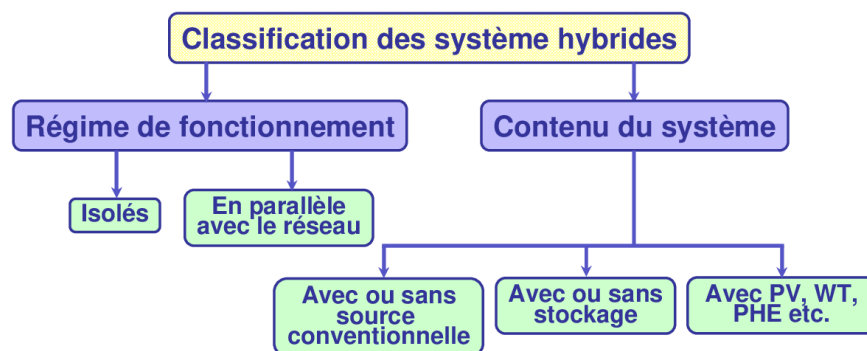 Classification des système hybrides
Régime de fonctionnement
Contenu du système
Isolés
En parallèle
avec le réseau
Avec ou sans
source
conventionnelle
Avec ou sans
stockage
Avec PV, WT,
PHE etc.